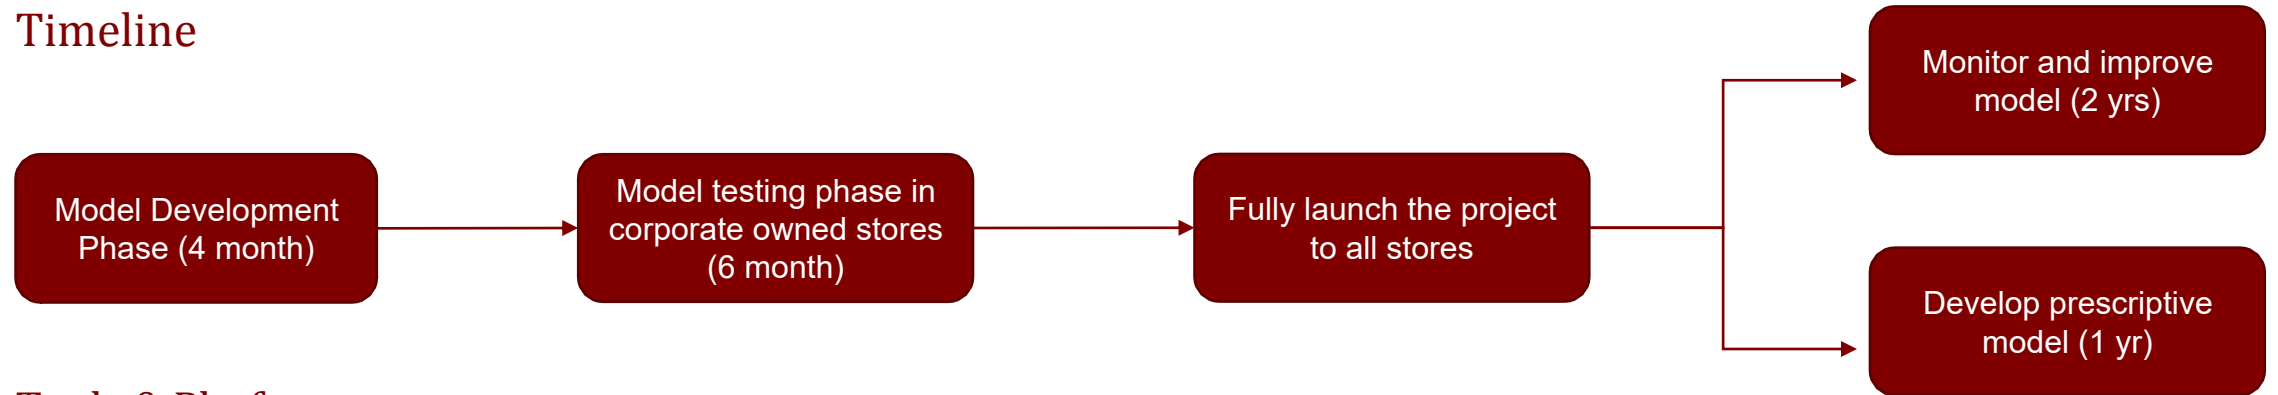 Timeline
Model Development
Phase (4 month)
Model testing phase in
corporate owned stores
(6 month)
Fully launch the project
to all stores
Monitor and improve
model (2 yrs)
Develop prescriptive
model (1 yr)